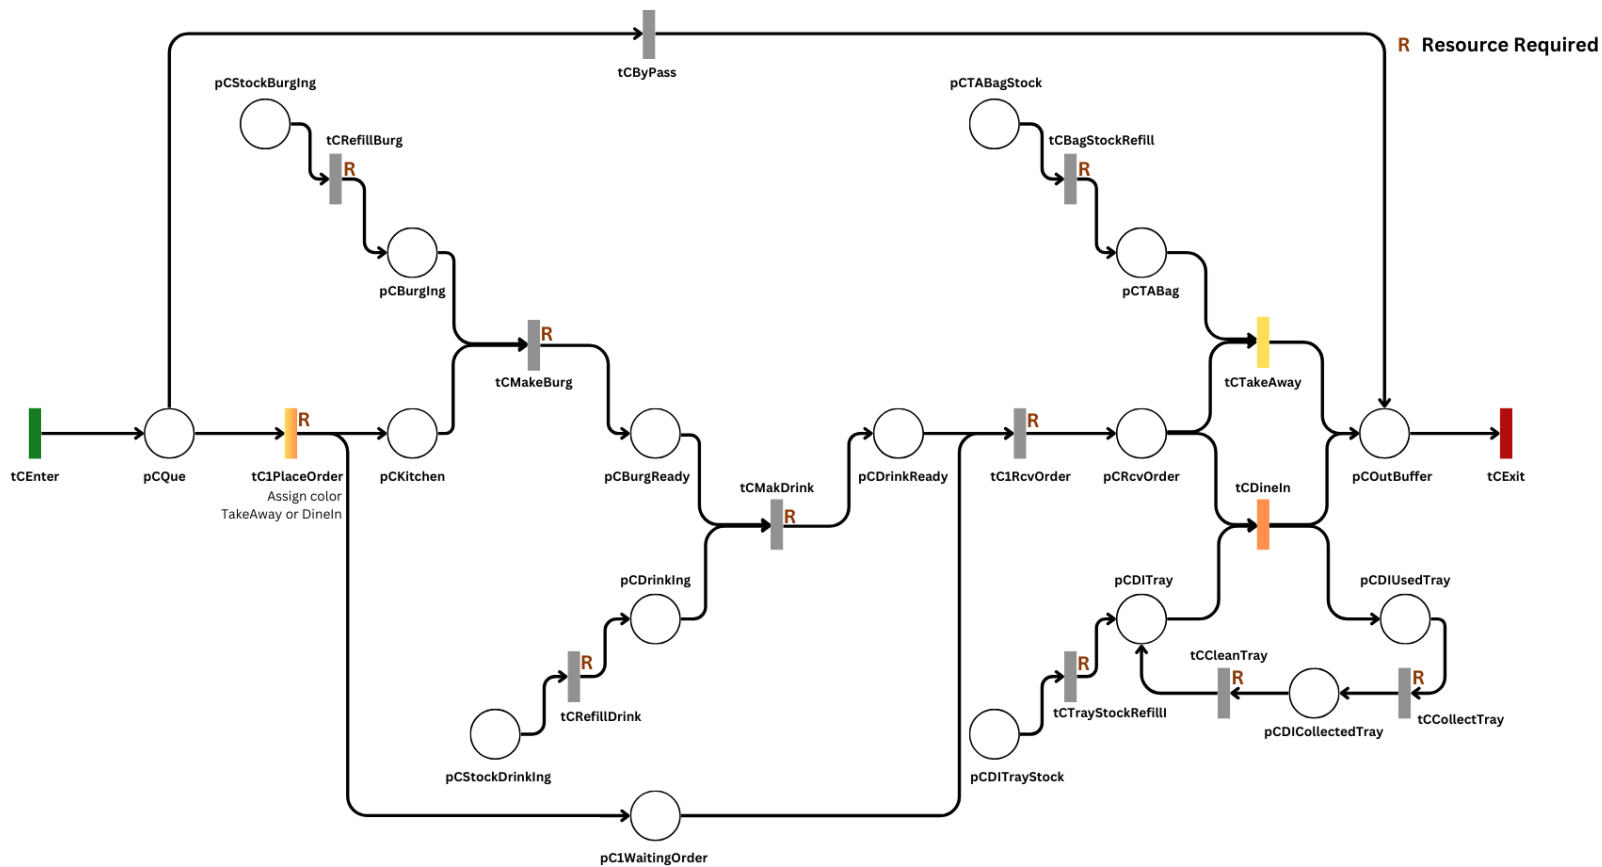 R Resource Required
tCByPass
pCStockBurgIng
pCTABagStock
tCRefillBurg
R
tCBagStockRefill
R
pCBurgIng
pCTABag
R
tCMakeBurg
tCTakeAway
R
R
tCEnter
pCQue
tC1PlaceOrder
Assign color
TakeAway or DineIn
pCKitchen
pCBurgReady
pCDrinkReady
tC1RcvOrder
pCRcvOrder
pCOutBuffer
tCExit
tCMakDrink
R
tCDineIn
pCDrinkIng
pCDITray
pCDIUsedTray
R
tCRefillDrink
R
tCTrayStockRefillI
tCCleanTray
R
R
tCCollectTray
pCDICollectedTray
pCStockDrinkIng
pCDITrayStock
pC1WaitingOrder